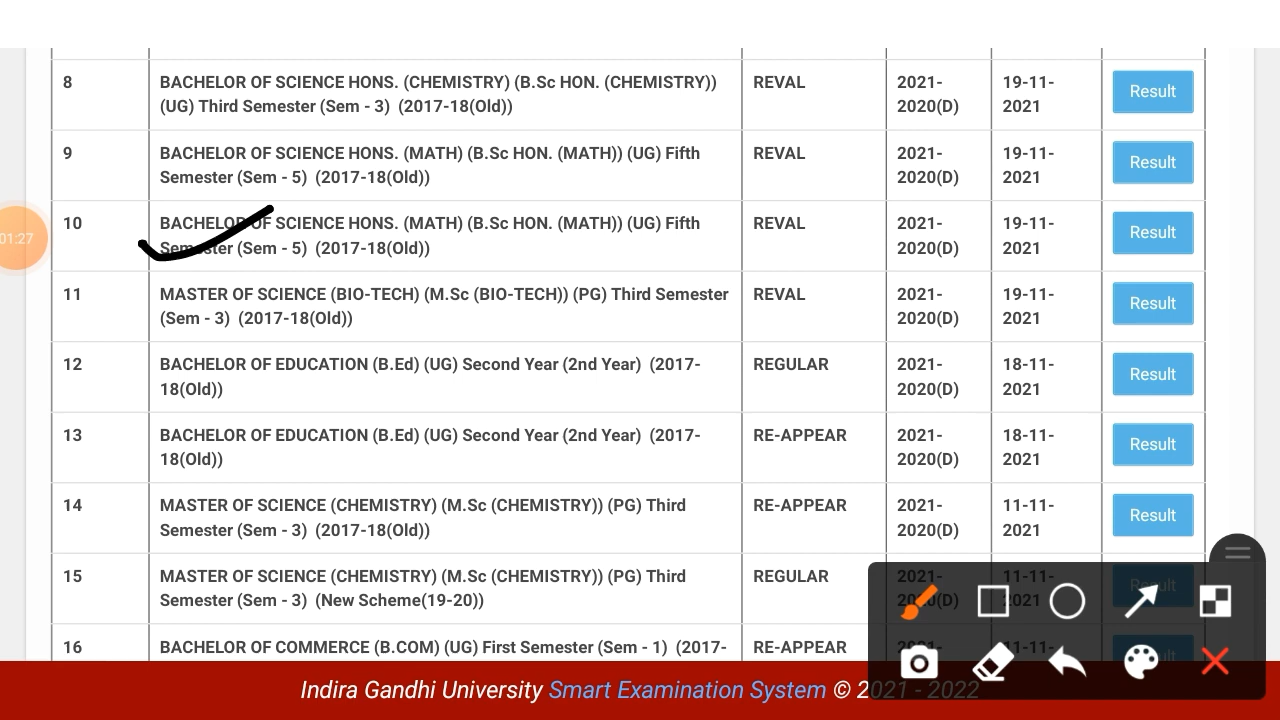 8 BACHELOR OF SCIENCE HONS. (CHEMISTRY) (B.Sc HON. (CHEMISTRY)) REVAL 2021- 19-11- Result
(UG) Third Semester (Sem - 3) (2017-18(Old)) 2020(D) 2021
9 BACHELOR OF SCIENCE HONS. (MATH) (B.Sc HON. (MATH)) (UG) Fifth REVAL 2021- 19-11- Result
Semester (Sem - 5) (2017-18(Old)) 2020(D) 2021
10 BACHELOR OF SCIENCE HONS. (MATH) (B.Sc HON. (MATH)) (UG) Fifth REVAL 2021- 19-11- Result
01:27
Semester (Sem - 5) (2017-18(Old)) 2020(D) 2021
11 MASTER OF SCIENCE (BIO-TECH) (M.Sc (BIO-TECH)) (PG) Third Semester REVAL 2021- 19-11- Result
(Sem - 3) (2017-18(Old)) 2020(D) 2021
12 BACHELOR OF EDUCATION (B.Ed) (UG) Second Year (2nd Year) (2017- REGULAR 2021- 18-11- Result
18(Old)) 2020(D) 2021
13 BACHELOR OF EDUCATION (B.Ed) (UG) Second Year (2nd Year) (2017- RE-APPEAR 2021- 18-11- Result
18(Old)) 2020(D) 2021
14 MASTER OF SCIENCE (CHEMISTRY) (M.Sc (CHEMISTRY)) (PG) Third RE-APPEAR 2021- 11-11- Result
Semester (Sem - 3) (2017-18(Old)) 2020(D) 2021
15 MASTER OF SCIENCE (CHEMISTRY) (M.Sc (CHEMISTRY)) (PG) Third REGULAR 2021- 11-11- Result
Semester (Sem - 3) (New Scheme(19-20)) 2021
16 BACHELOR OF COMMERCE (B.COM) (UG) First Semester (Sem - 1) (2017- RE-APPEAR 11-11-
Indira Gandhi University Smart Examination System © 2021 - 2022